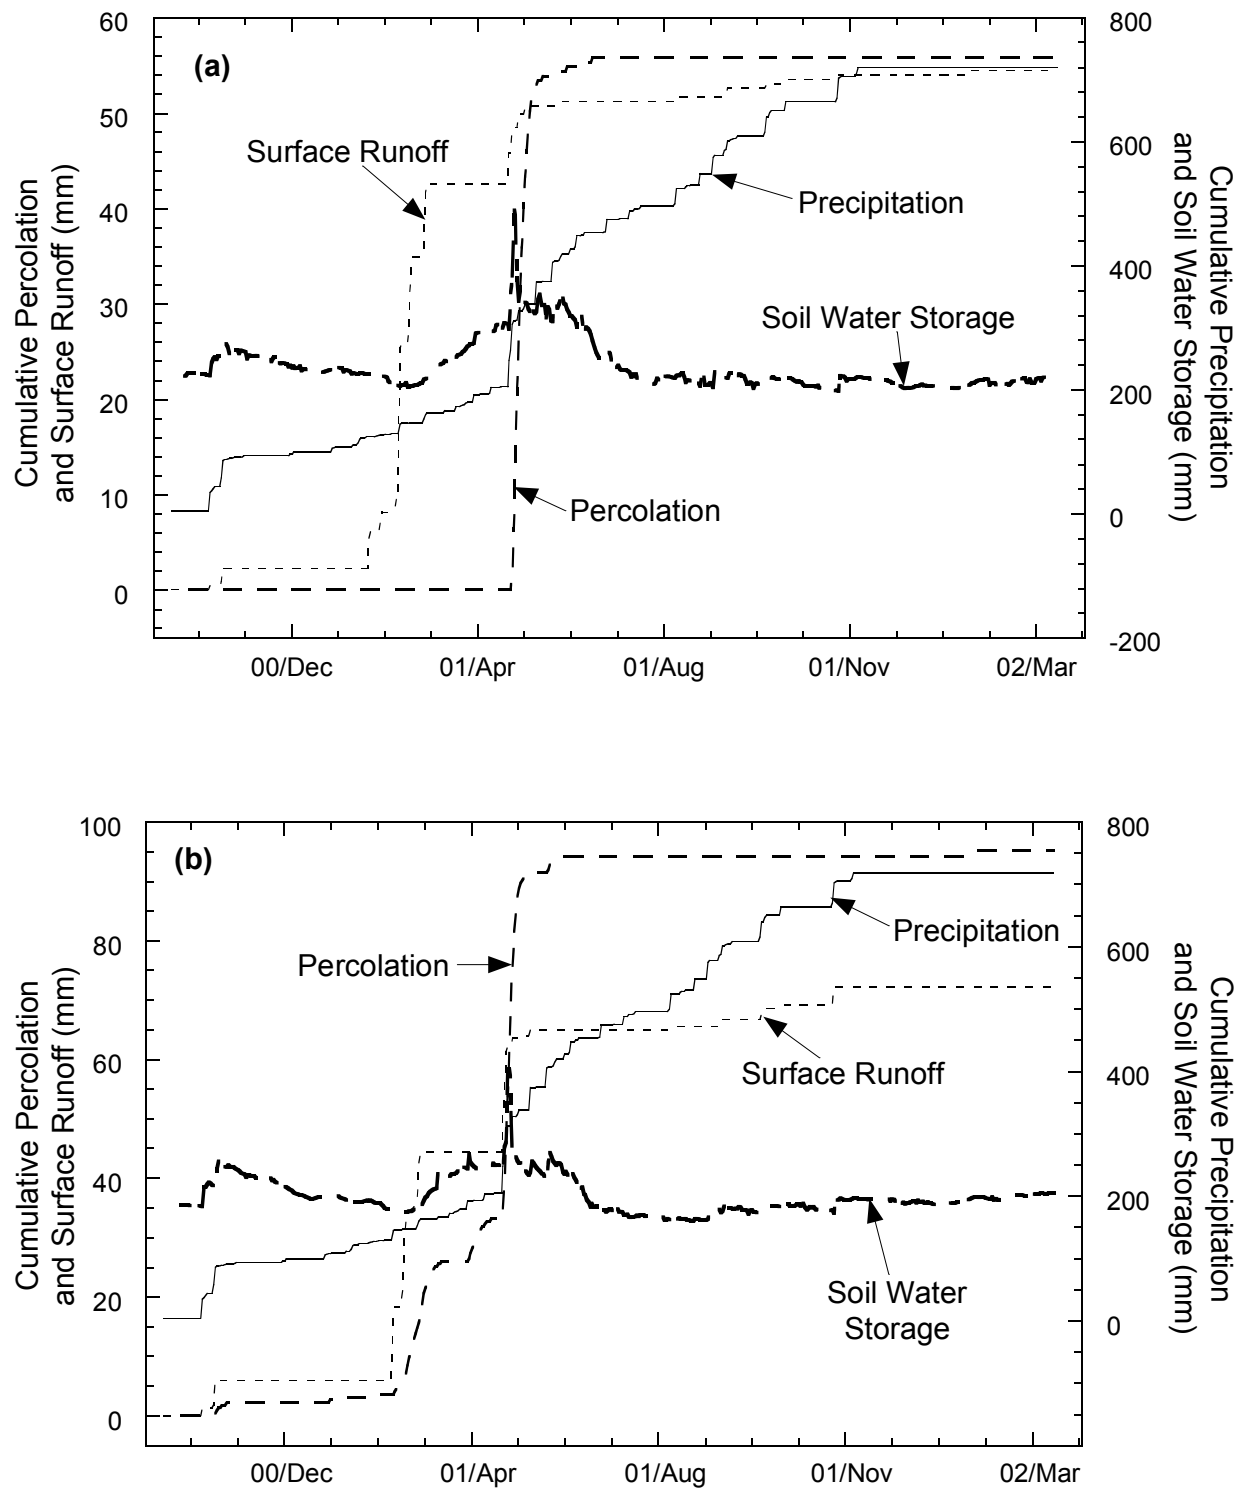 60
50
40
30
20
10
0
800
600
400
200
0
-200
(a)
Surface Runoff
Precipitation
Soil Water Storage
Percolation
Cumulative Percolation
and Surface Runoff (mm)
Cumulative Precipitation
and Soil Water Storage (mm)
00/Dec 01/Apr 01/Aug 01/Nov 02/Mar
100
80
60
40
20
0
800
600
400
200
0
(b)
Percolation
Precipitation
Surface Runoff
Soil Water
Storage
Cumulative Percolation
and Surface Runoff (mm)
Cumulative Precipitation
and Soil Water Storage (mm)
00/Dec 01/Apr 01/Aug 01/Nov 02/Mar